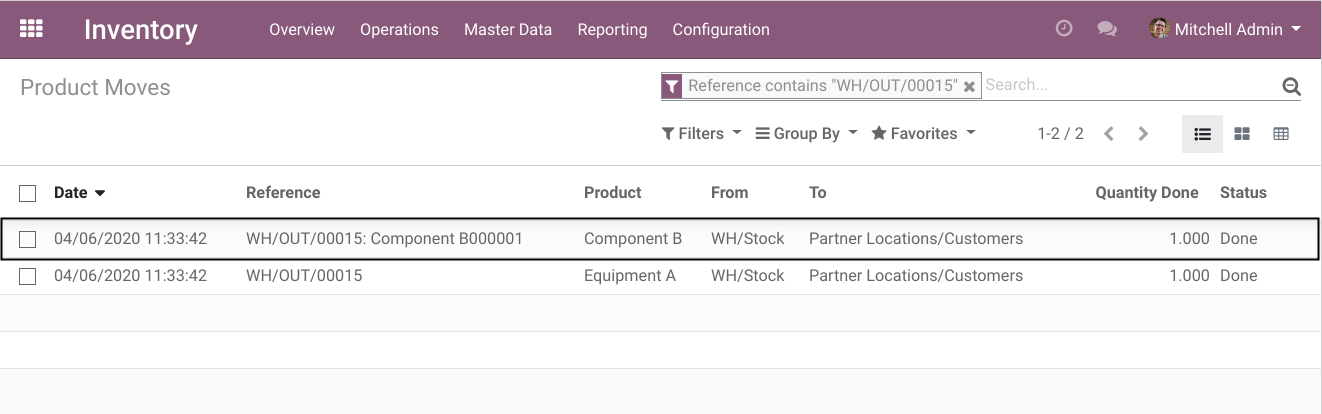 Inventory Overview Operations Master Data Reporting Configuration Mitchell Admin
Product Moves Reference contains "WH/OUT/00015" Search...
Filters Group By Favorites 1-2 / 2
Date Reference Product From To Quantity Done Status
04/06/2020 11:33:42 WH/OUT/00015: Component B000001 Component B WH/Stock Partner Locations/Customers 1.000 Done
04/06/2020 11:33:42 WH/OUT/00015 Equipment A WH/Stock Partner Locations/Customers 1.000 Done